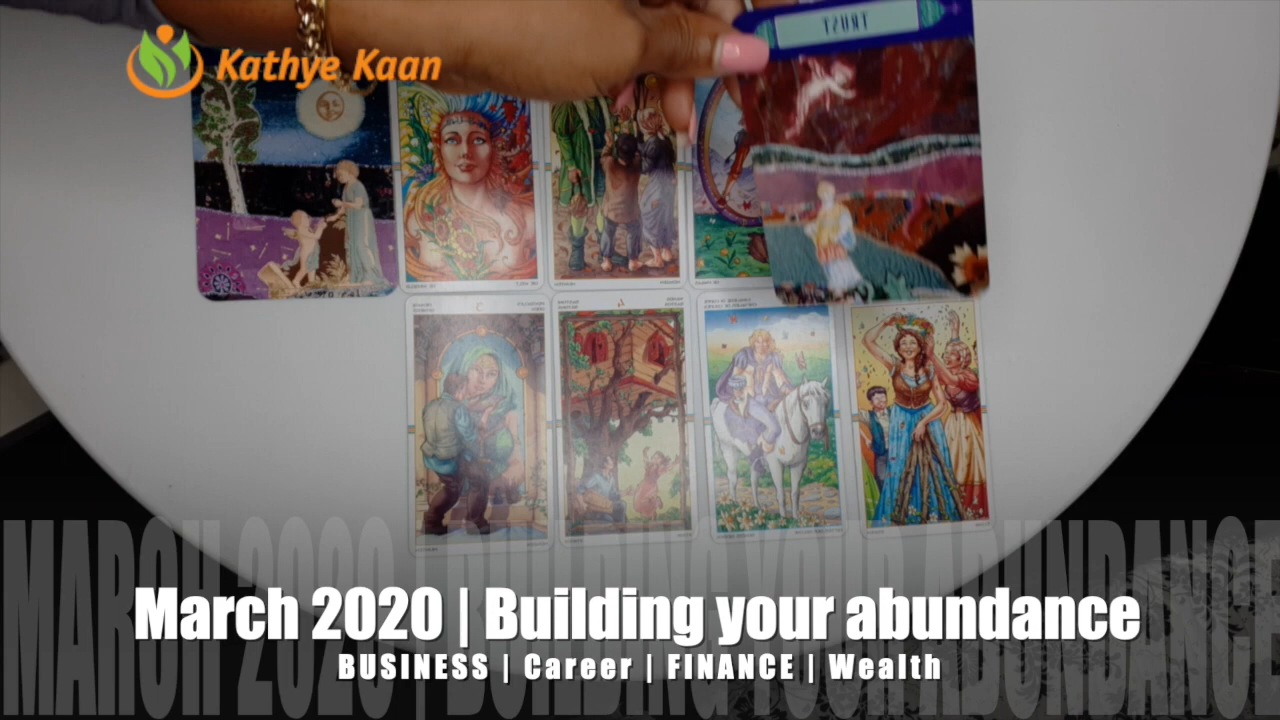 TRUST
Kathye Kaan
MARCH 2020 | BUILDING YOUR ABUNDANCE
March 2020 | Building your abundance
BUSINESS | Career | FINANCE | Wealth